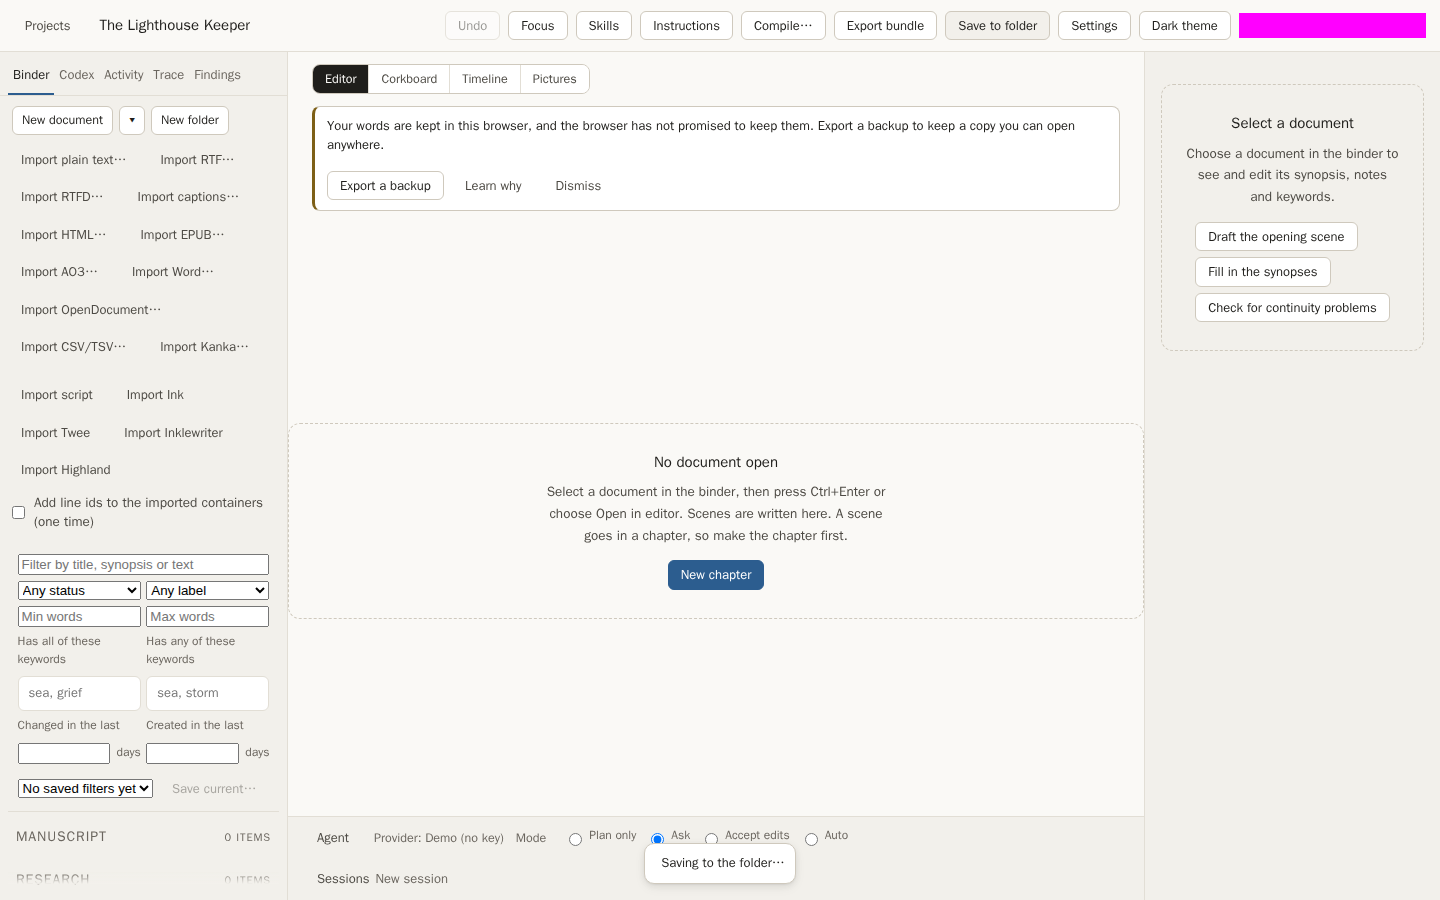 Projects
The Lighthouse Keeper
Undo
Focus
Skills
Instructions
Compile···
Export bundle
Save to folder
Settings
Dark theme
Binder
Codex
Activity
Trace
Findings
New document
▾
New folder
Import plain text···
Import RTF···
Import RTFD···
Import captions···
Import HTML···
Import EPUB···
Import AO3···
Import Word···
Import OpenDocument···
Import CSV/TSV···
Import Kanka···
Import script
Import Ink
Import Twee
Import Inklewriter
Import Highland
Add line ids to the imported containers
(one time)
Filter by title, synopsis or text
Any status
Any label
Min words
Max words
Has all of these
keywords
Has any of these
keywords
sea, grief
sea, storm
Changed in the last
Created in the last
days
days
No saved filters yet
Save current···
MANUSCRIPT
0 ITEMS
RESEARCH
0 ITEMS
Editor
Corkboard
Timeline
Pictures
Your words are kept in this browser, and the browser has not promised to keep them. Export a backup to keep a copy you can open
anywhere.
Export a backup
Learn why
Dismiss
No document open
Select a document in the binder, then press Ctrl+Enter or
choose Open in editor. Scenes are written here. A scene
goes in a chapter, so make the chapter first.
New chapter
Agent
Provider: Demo (no key)
Mode
Plan only
Ask
Accept edits
Auto
Saving to the folder···
Sessions
New session
Select a document
Choose a document in the binder to
see and edit its synopsis, notes
and keywords.
Draft the opening scene
Fill in the synopses
Check for continuity problems